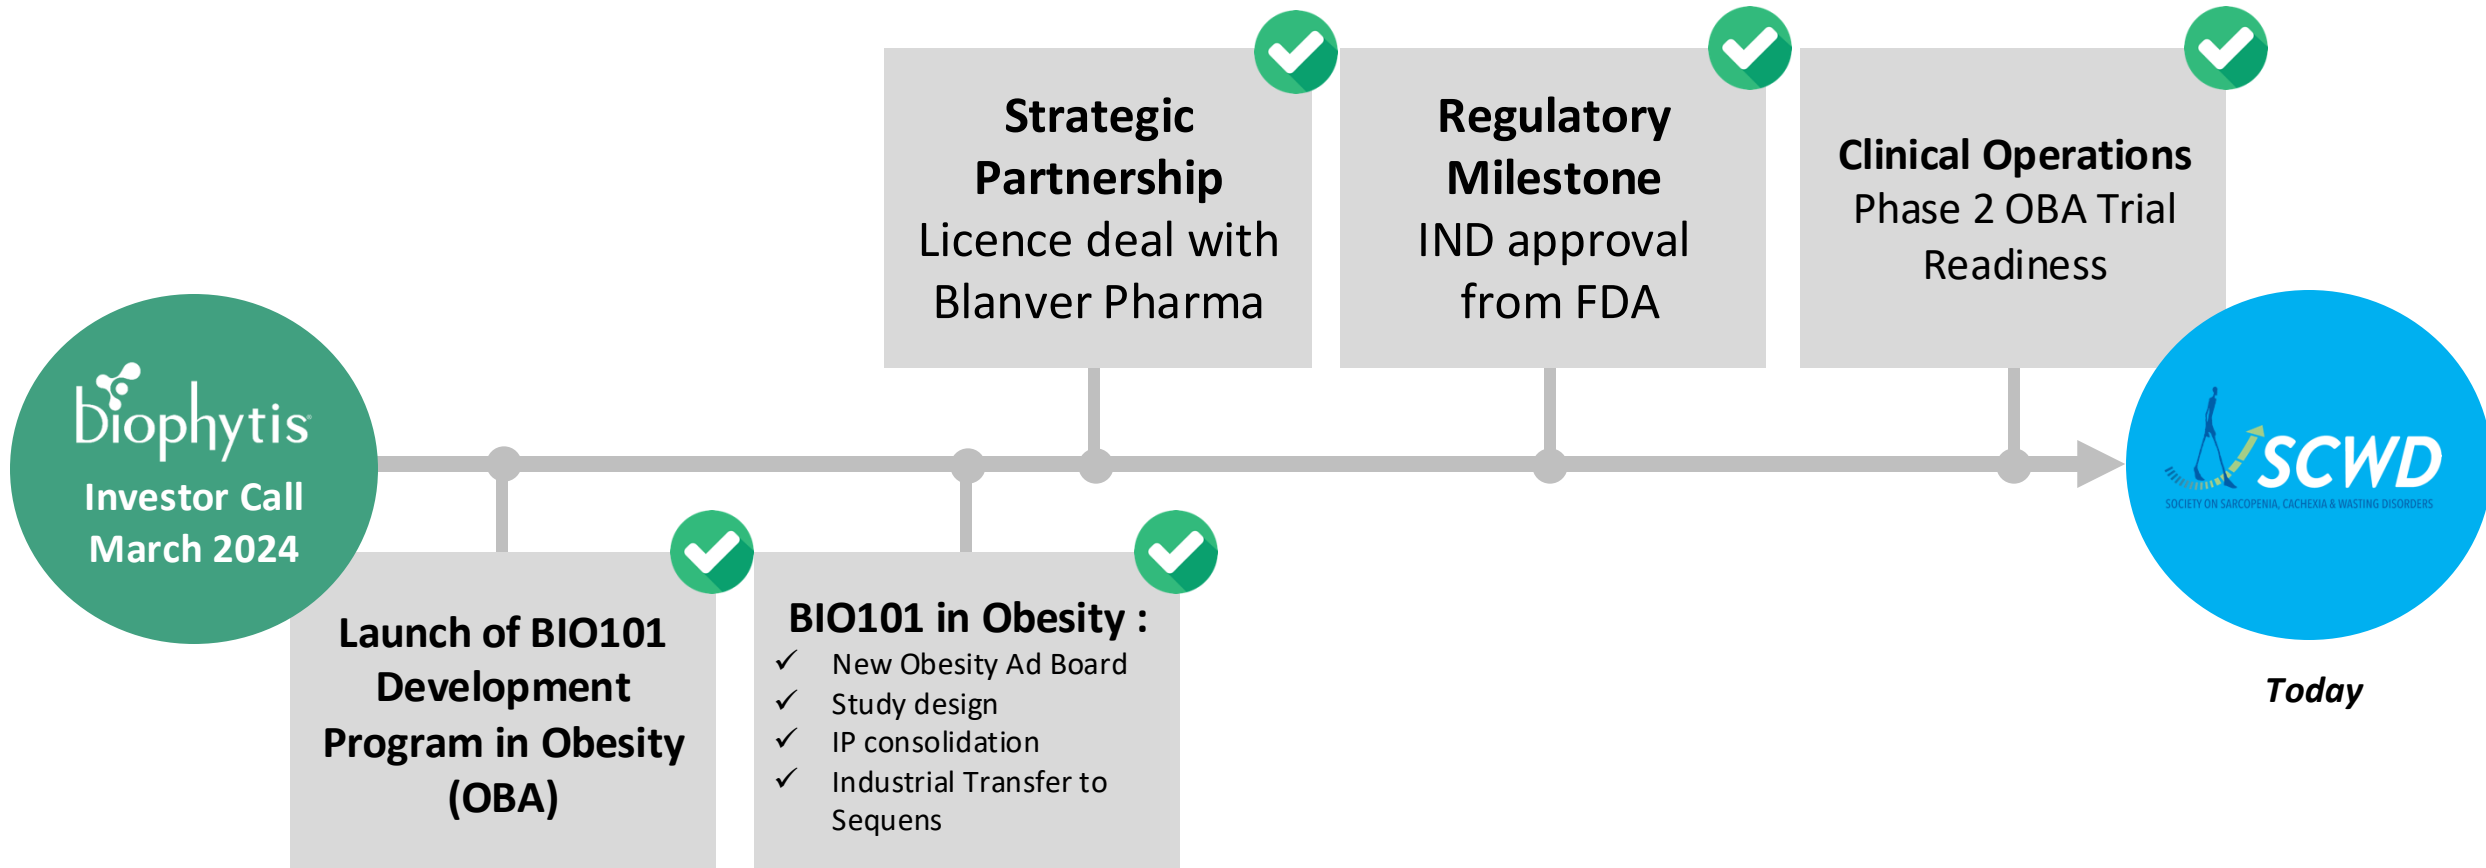 Strategic
Partnership
Licence deal with
Blanver Pharma
Regulatory
Milestone
IND approval
from FDA
Clinical Operations
Phase 2 OBA Trial
Readiness
biophytis
Investor Call
March 2024
SCWD
SOCIETY ON SARCOPENIA, CACHEXIA & WASTING DISORDERS
Today
Launch of BIO101
Development
Program in Obesity
(OBA)
BIO101 in Obesity :
✓ New Obesity Ad Board
✓ Study design
✓ IP consolidation
✓ Industrial Transfer to
Sequens